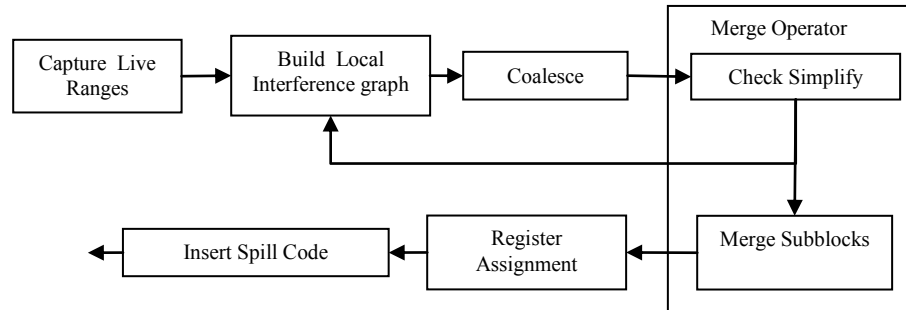 Merge Operator
Capture Live
Ranges
Build Local
Interference graph
Coalesce
Check Simplify
Insert Spill Code
Register
Assignment
Merge Subblocks